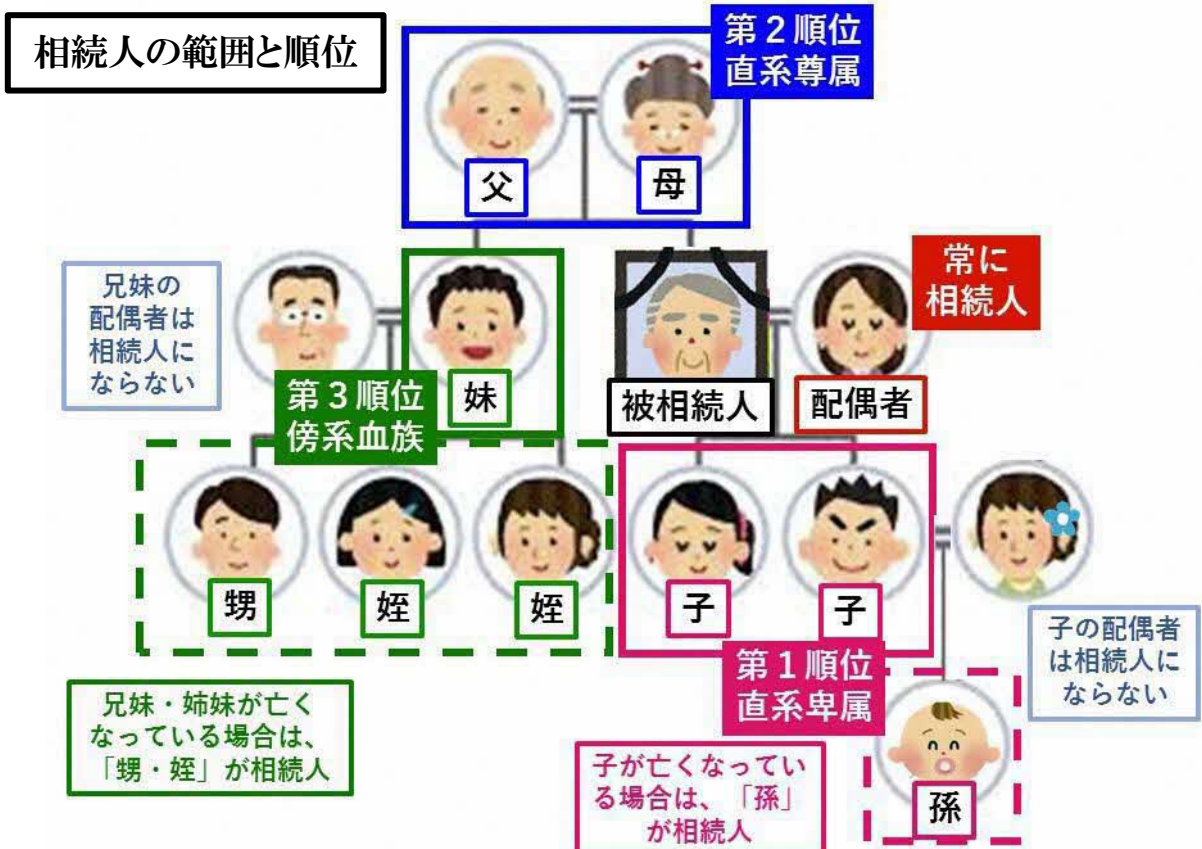 相続人の範囲と順位
第２順位
直系尊属
父
母
兄妹の
配偶者は
相続人に
ならない
常に
相続人
第３順位
傍系血族
妹
被相続人
配偶者
甥
姪
姪
子
子
第１順位
直系卑属
子の配偶者
は相続人に
ならない
兄妹・姉妹が亡く
なっている場合は、
「甥・姪」が相続人
子が亡くなってい
る場合は、「孫」
が相続人
孫